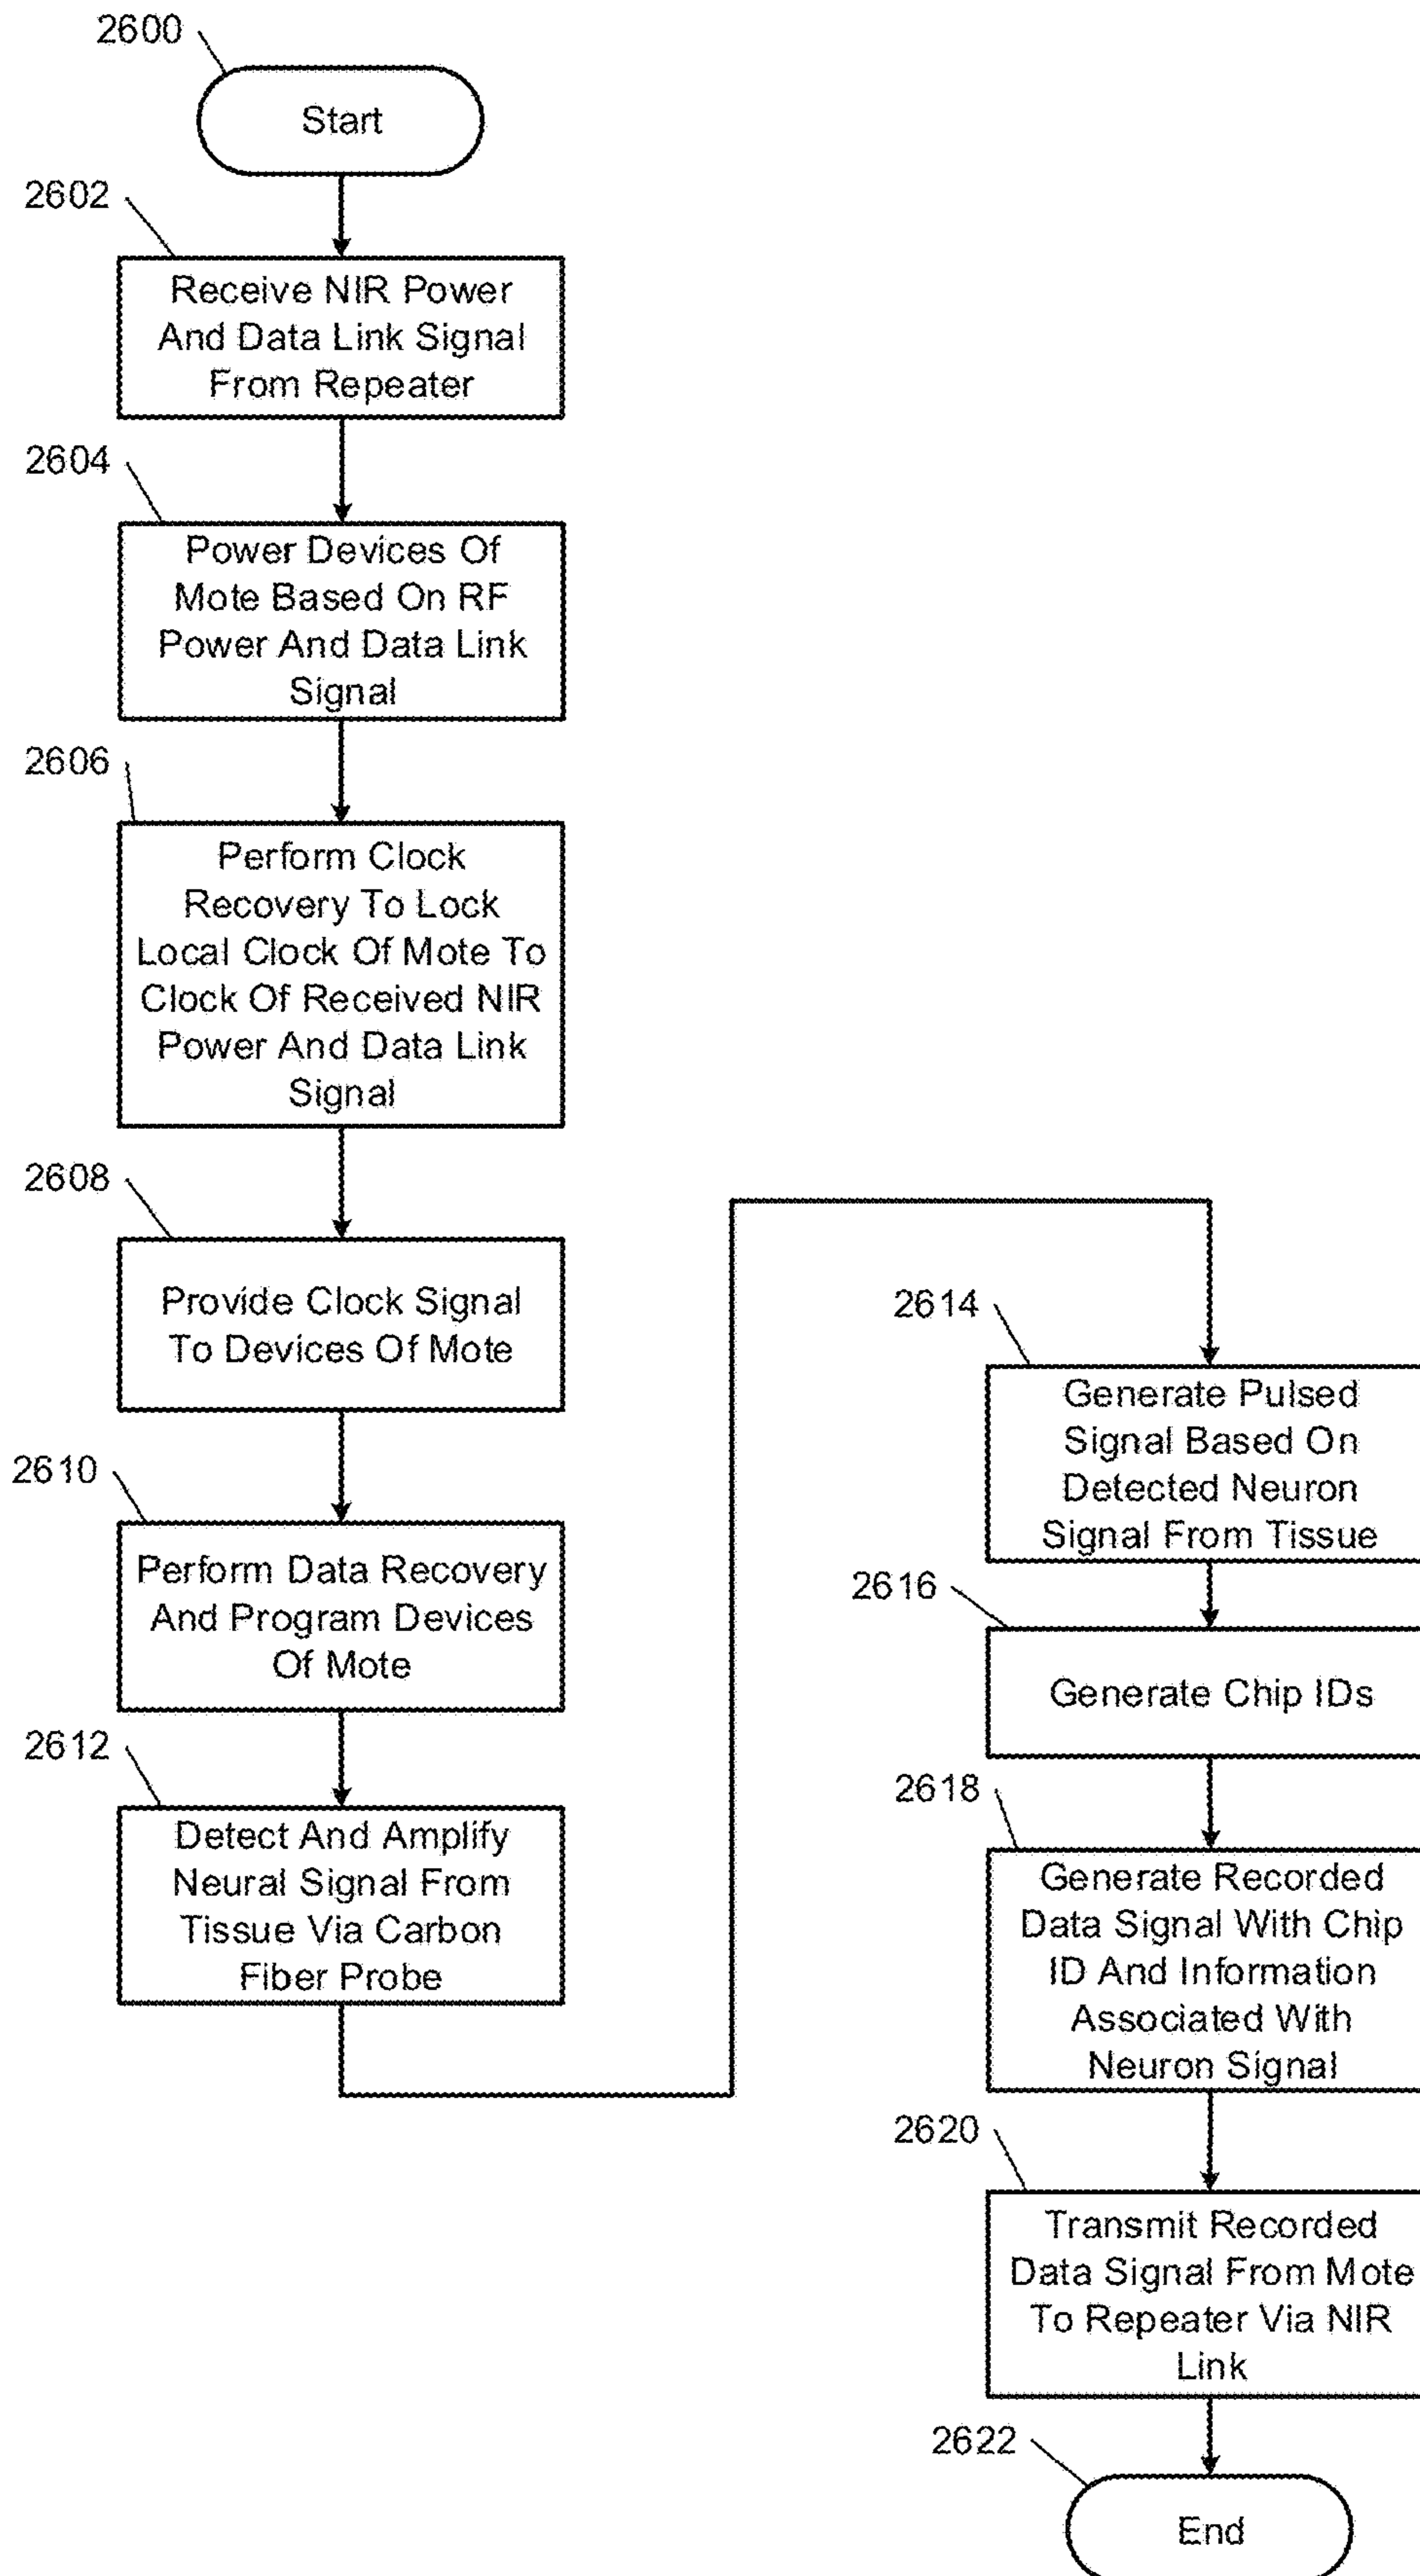 2600
Start
2602
Receive NIR Power
And Data Link Signal
From Repeater
2604
Power Devices Of
Mote Based On RF
Power And Data Link
Signal
2606
Perform Clock
Recovery To Lock
Local Clock Of Mote To
Clock Of Received NIR
Power And Data Link
Signal
2608
Provide Clock Signal
To Devices Of Mote
2610
Perform Data Recovery
And Program Devices
Of Mote
2612
Detect And Amplify
Neural Signal From
Tissue Via Carbon
Fiber Probe
2614
Generate Pulsed
Signal Based On
Detected Neuron
Signal From Tissue
2616
Generate Chip IDs
2618
Generate Recorded
Data Signal With Chip
ID And Information
Associated With
Neuron Signal
2620
Transmit Recorded
Data Signal From Mote
To Repeater Via NIR
Link
2622
End